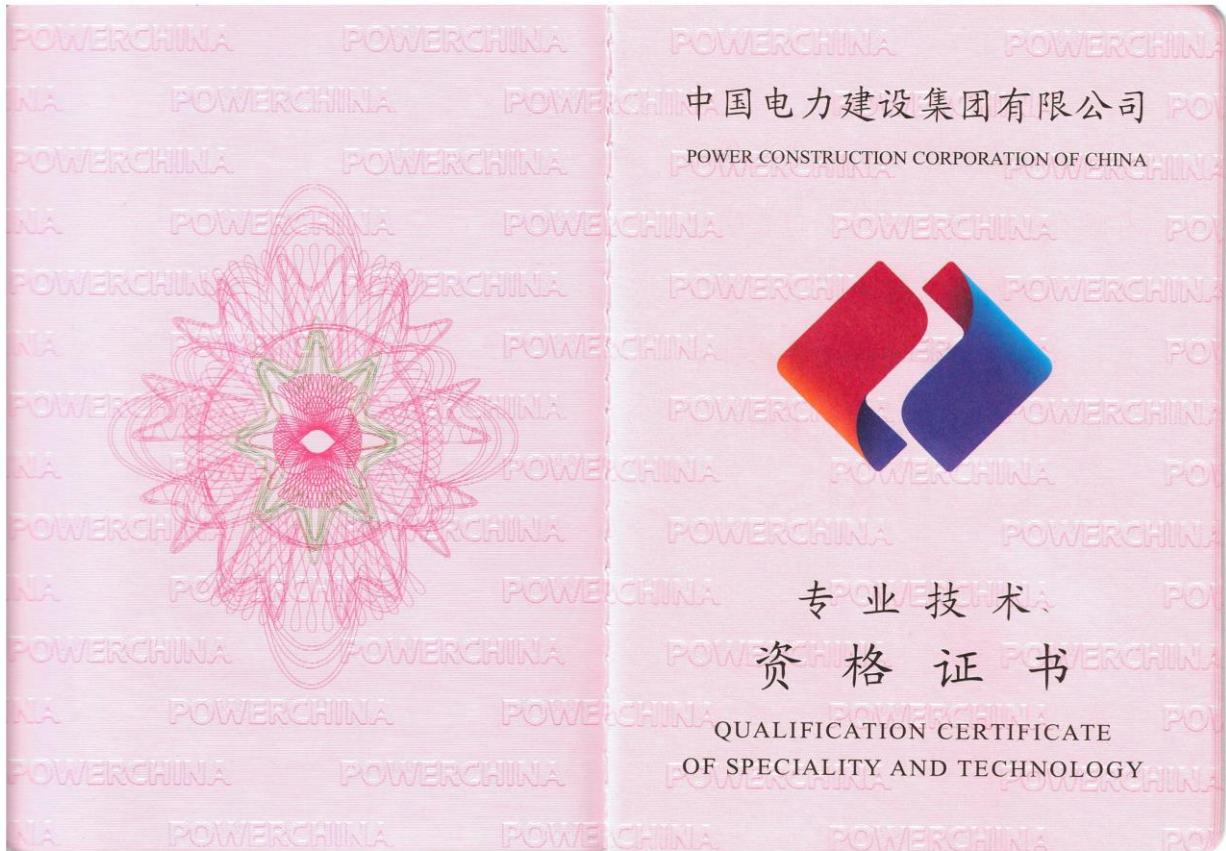 中国电力建设集团有限公司
POWER CONSTRUCTION CORPORATION OF CHINA
专业技术
资格证书
QUALIFICATION CERTIFICATE
OF SPECIALITY AND TECHNOLOGY
POWERCHINA